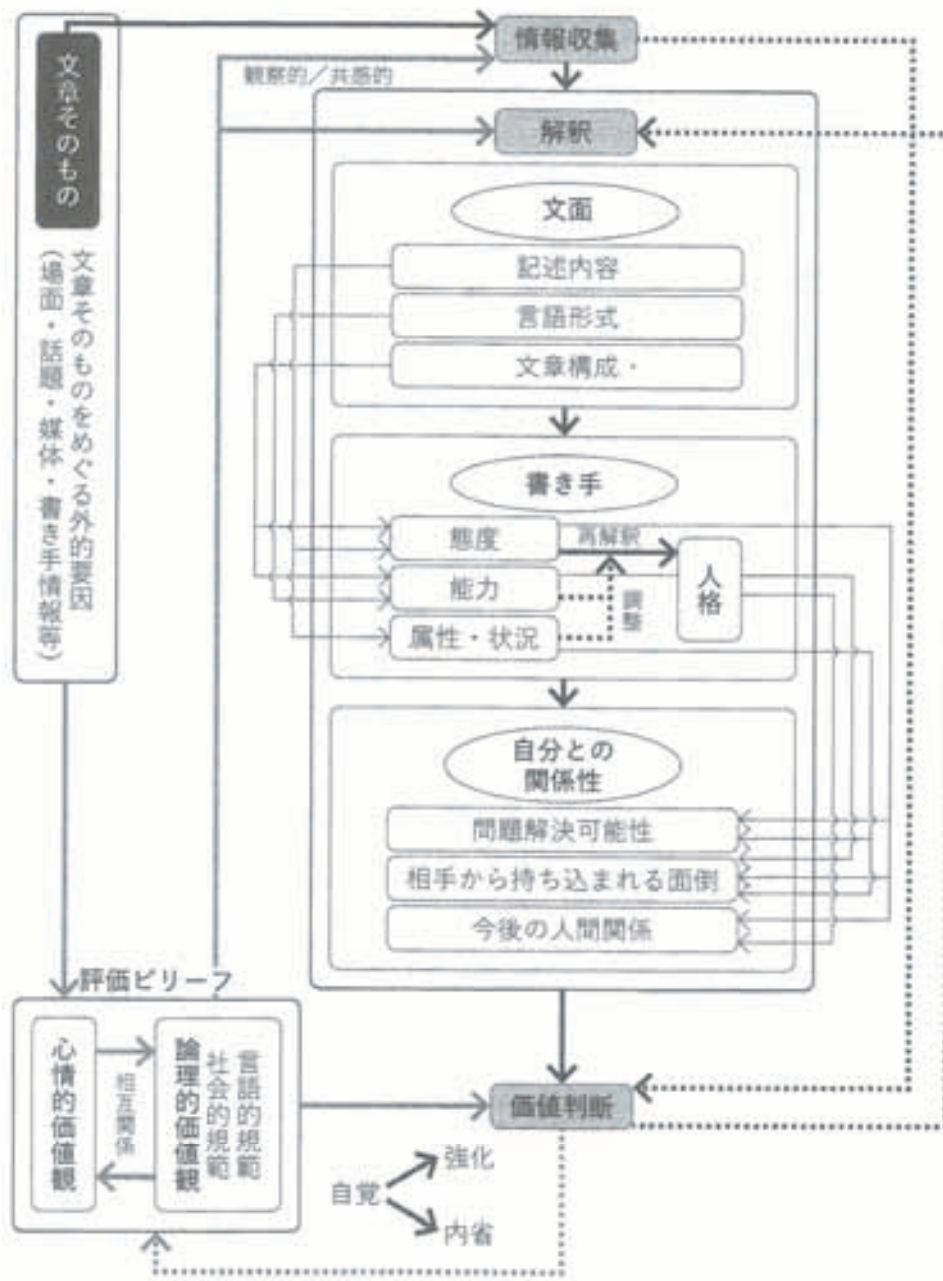 文章そのもの
文章そのものをめぐる外的要因
(場面・話題・媒体・書き手情報等)
情報収集
観察的/共感的
解釈
文面
記述内容
言語形式
文章構成・
書き手
態度
再解釈
能力
調整
人格
属性・状況
自分との
関係性
問題解決可能性
相手から持ち込まれる面倒
今後の人間関係
評価ビリーフ
心情的価値観
相互関係
言語的規範
社会的規範
論理的価値観
価値判断
自覚
強化
内省